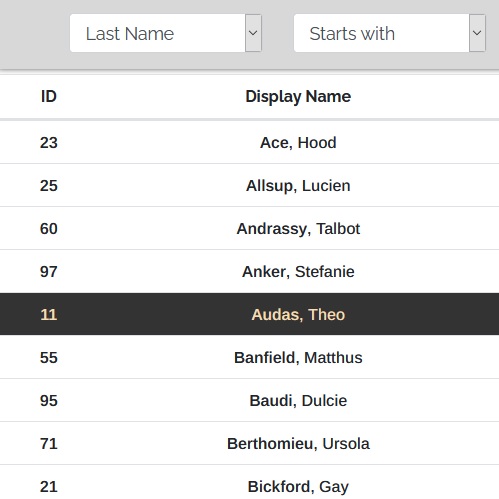 Last Name Starts with
ID Display Name
23 Ace, Hood
25 Allsup, Lucien
60 Andrassy, Talbot
97 Anker, Stefanie
11 Audas, Theo
55 Banfield, Matthus
95 Baudi, Dulcie
71 Berthomieu, Ursola
21 Bickford, Gay